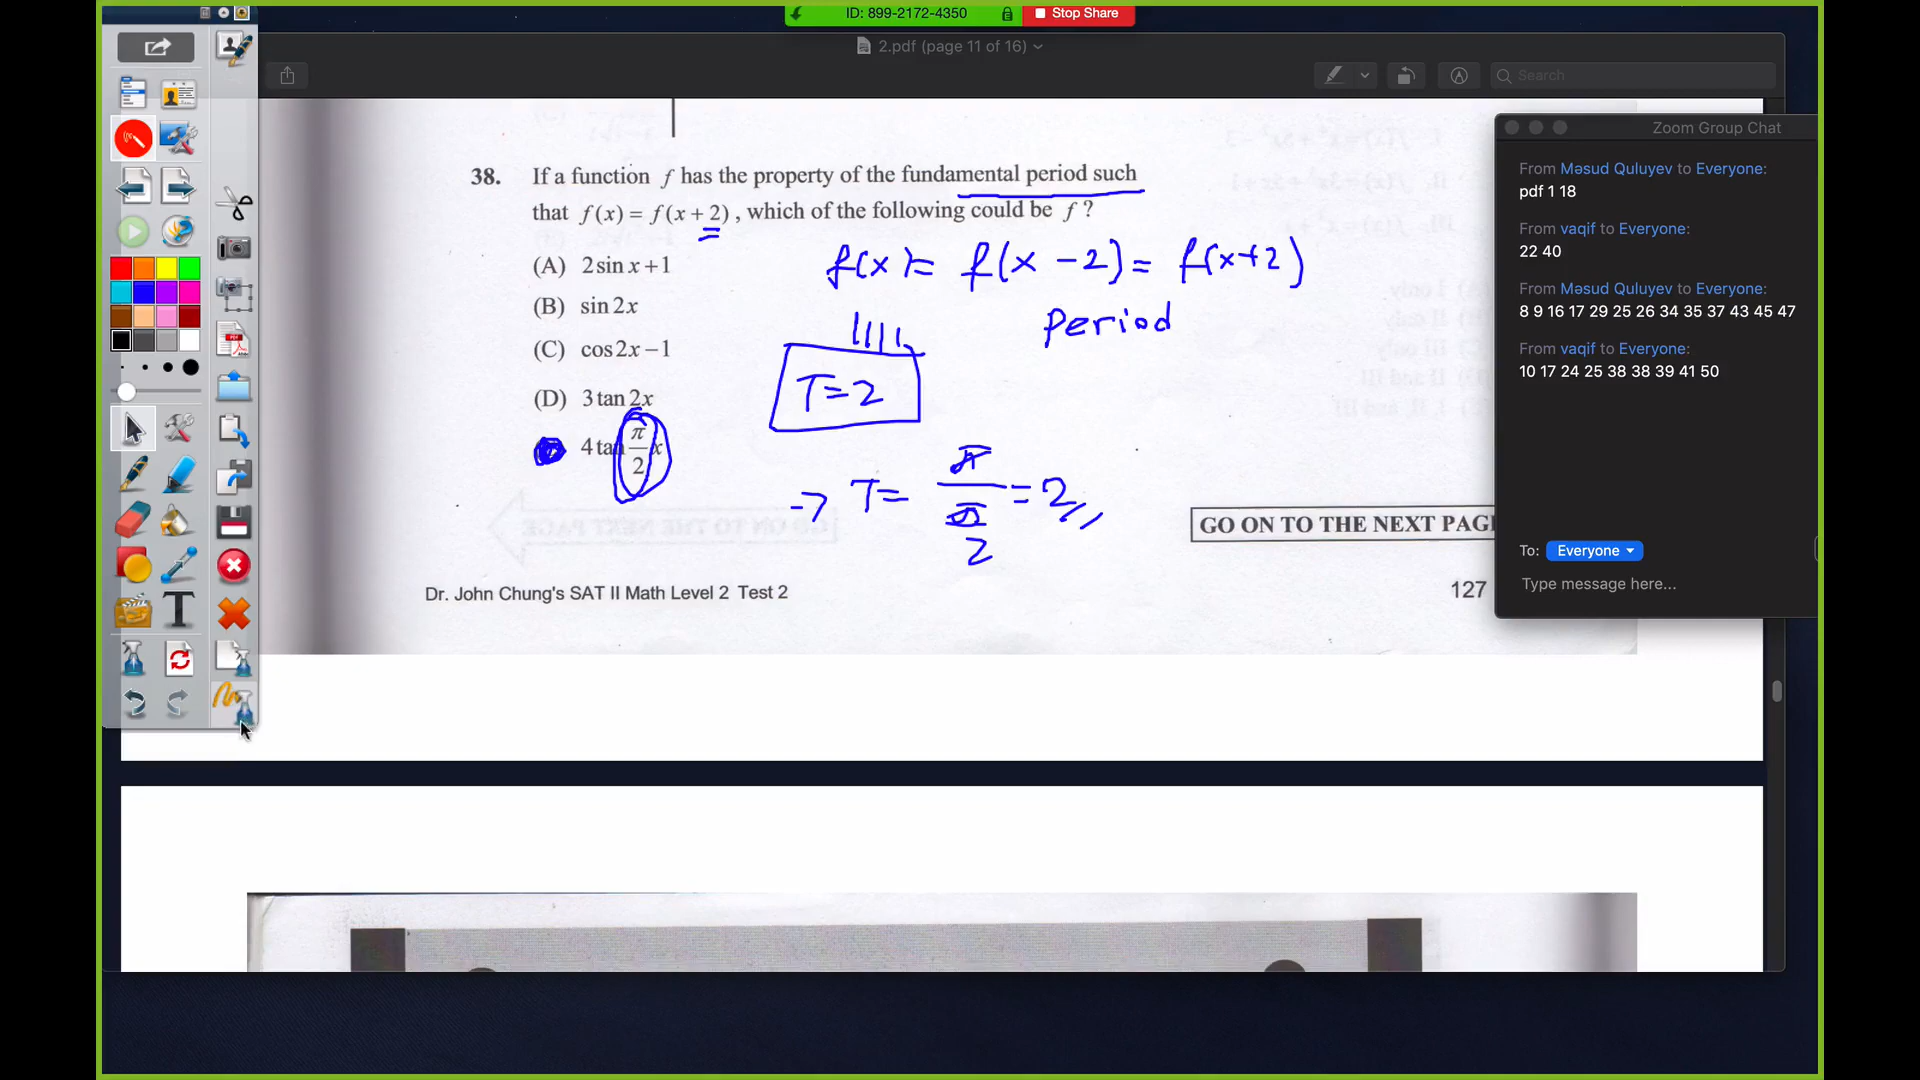 ID: 899-2172-4350
Stop Share
2.pdf (page 11 of 16)
Search
38. If a function f has the property of the fundamental period such
that f(x) = f(x+2), which of the following could be f ?
(A) 2sin x+1
(B) sin 2x
(C) cos2x−1
(D) 3 tan 2x
4 tan π/2 x
f(x) = f(x −2) = f(x+2)
period
T=2
→ T= π/(π/2) = 2
GO ON TO THE NEXT PAG
Dr. John Chung's SAT II Math Level 2 Test 2
127
Zoom Group Chat
From Məsud Quluyev to Everyone:
pdf 1 18
From vaqif to Everyone:
22 40
From Məsud Quluyev to Everyone:
8 9 16 17 29 25 26 34 35 37 43 45 47
From vaqif to Everyone:
10 17 24 25 38 38 39 41 50
To: Everyone
Type message here...